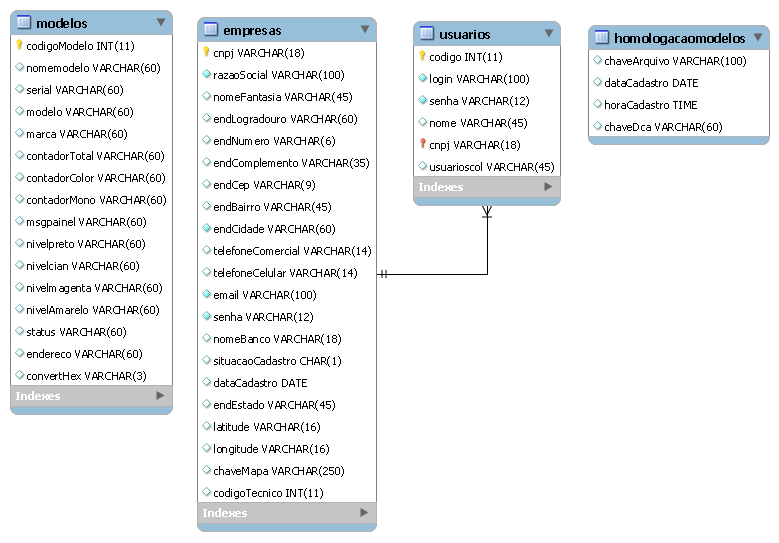 modelos
codigoModelo INT(11)
nomemodelo VARCHAR(60)
serial VARCHAR(60)
modelo VARCHAR(60)
marca VARCHAR(60)
contadorTotal VARCHAR(60)
contadorColor VARCHAR(60)
contadorMono VARCHAR(60)
msgpainel VARCHAR(60)
nivelpreto VARCHAR(60)
nivelcian VARCHAR(60)
nivelmagenta VARCHAR(60)
nivelAmarelo VARCHAR(60)
status VARCHAR(60)
endereco VARCHAR(60)
convertHex VARCHAR(3)
Indexes
empresas
cnpj VARCHAR(18)
razaoSocial VARCHAR(100)
nomeFantasia VARCHAR(45)
endLogradouro VARCHAR(60)
endNumero VARCHAR(6)
endComplemento VARCHAR(35)
endCep VARCHAR(9)
endBairro VARCHAR(45)
endCidade VARCHAR(60)
telefoneComercial VARCHAR(14)
telefoneCelular VARCHAR(14)
email VARCHAR(100)
senha VARCHAR(12)
nomeBanco VARCHAR(18)
situacaoCadastro CHAR(1)
dataCadastro DATE
endEstado VARCHAR(45)
latitude VARCHAR(16)
longitude VARCHAR(16)
chaveMapa VARCHAR(250)
codigoTecnico INT(11)
Indexes
usuarios
codigo INT(11)
login VARCHAR(100)
senha VARCHAR(12)
nome VARCHAR(45)
cnpj VARCHAR(18)
usuarioscol VARCHAR(45)
Indexes
homologacaomodelos
chaveArquivo VARCHAR(100)
dataCadastro DATE
horaCadastro TIME
chaveDca VARCHAR(60)